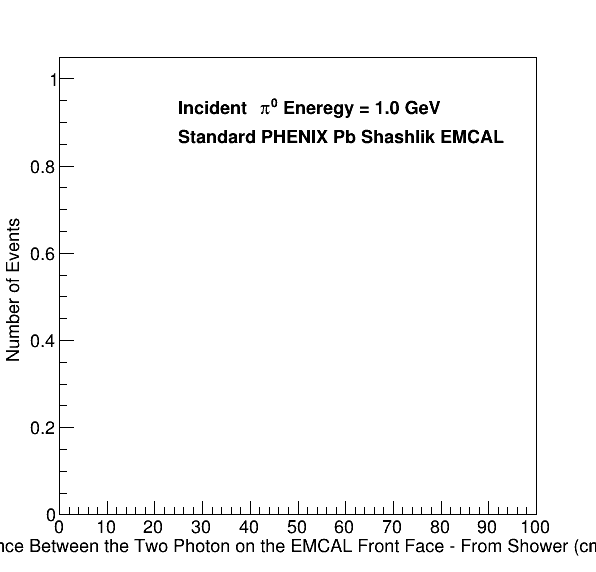 Incident π0 Eneregy = 1.0 GeV
Standard PHENIX Pb Shashlik EMCAL
Number of Events
1
0.8
0.6
0.4
0.2
0
0 10 20 30 40 50 60 70 80 90 100
Between the Two Photon on the EMCAL Front Face - From Shower